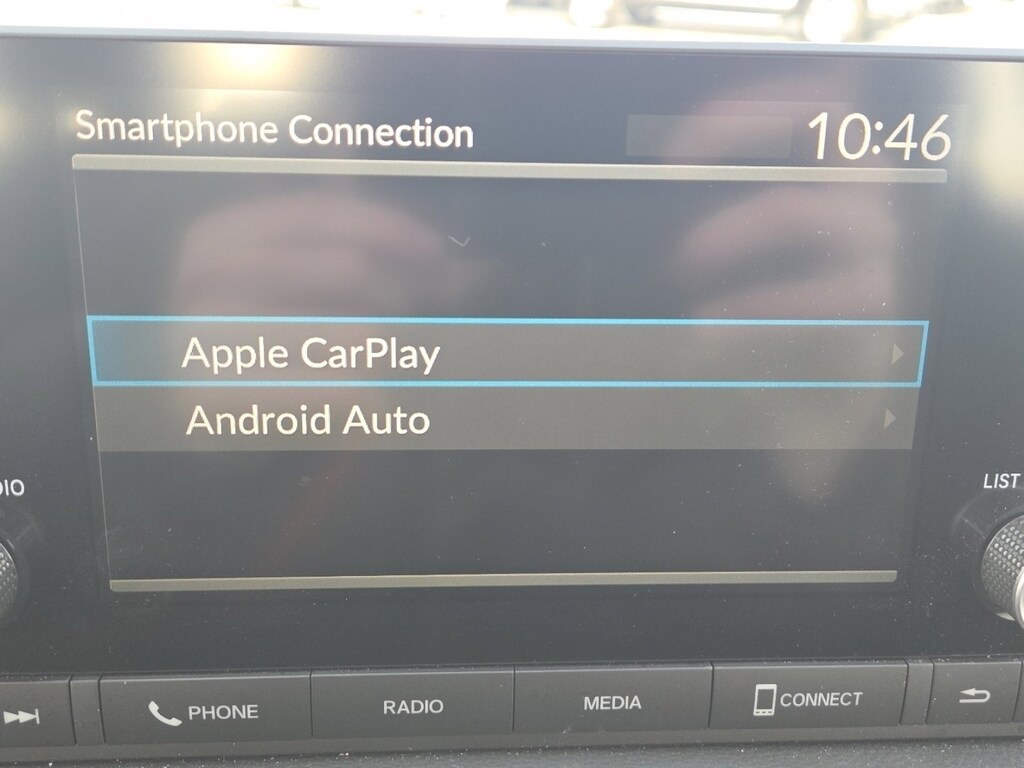 Smartphone Connection
10:46
Apple CarPlay
Android Auto
LIST
PHONE
RADIO
MEDIA
CONNECT